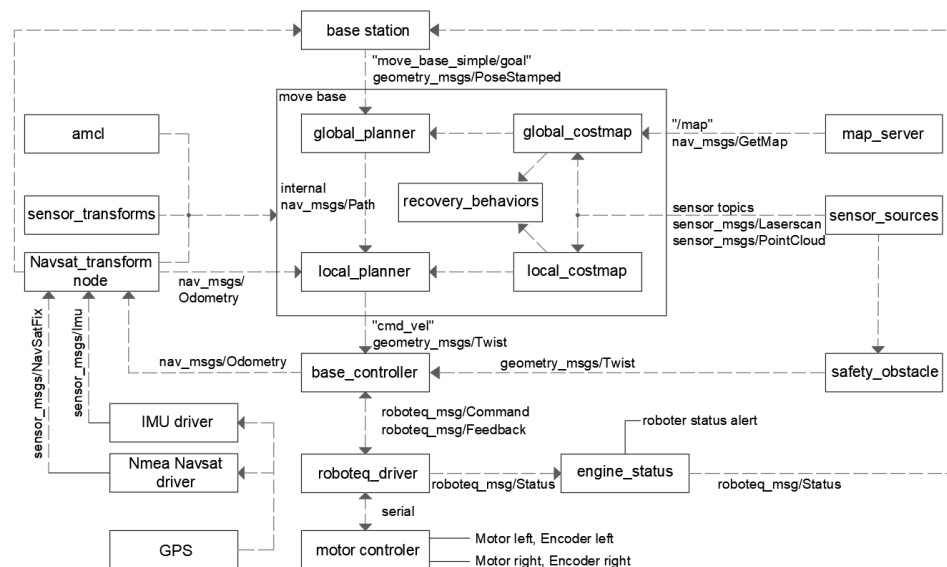 base station
"move_base_simple/goal"
geometry_msgs/PoseStamped
move base
amcl
global_planner
global_costmap
"/map"
nav_msgs/GetMap
map_server
internal
nav_msgs/Path
recovery_behaviors
sensor_transforms
sensor topics
sensor_msgs/Laserscan
sensor_msgs/PointCloud
sensor_sources
Navsat_transform
node
nav_msgs/
Odometry
local_planner
local_costmap
"cmd_vel"
geometry_msgs/Twist
sensor_msgs/NavSatFix
sensor_msgs/Imu
nav_msgs/Odometry
base_controller
geometry_msgs/Twist
safety_obstacle
roboteq_msg/Command
roboteq_msg/Feedback
IMU driver
roboter status alert
Nmea Navsat
driver
roboteq_driver
roboteq_msg/Status
engine_status
roboteq_msg/Status
serial
GPS
motor controler
Motor left, Encoder left
Motor right, Encoder right